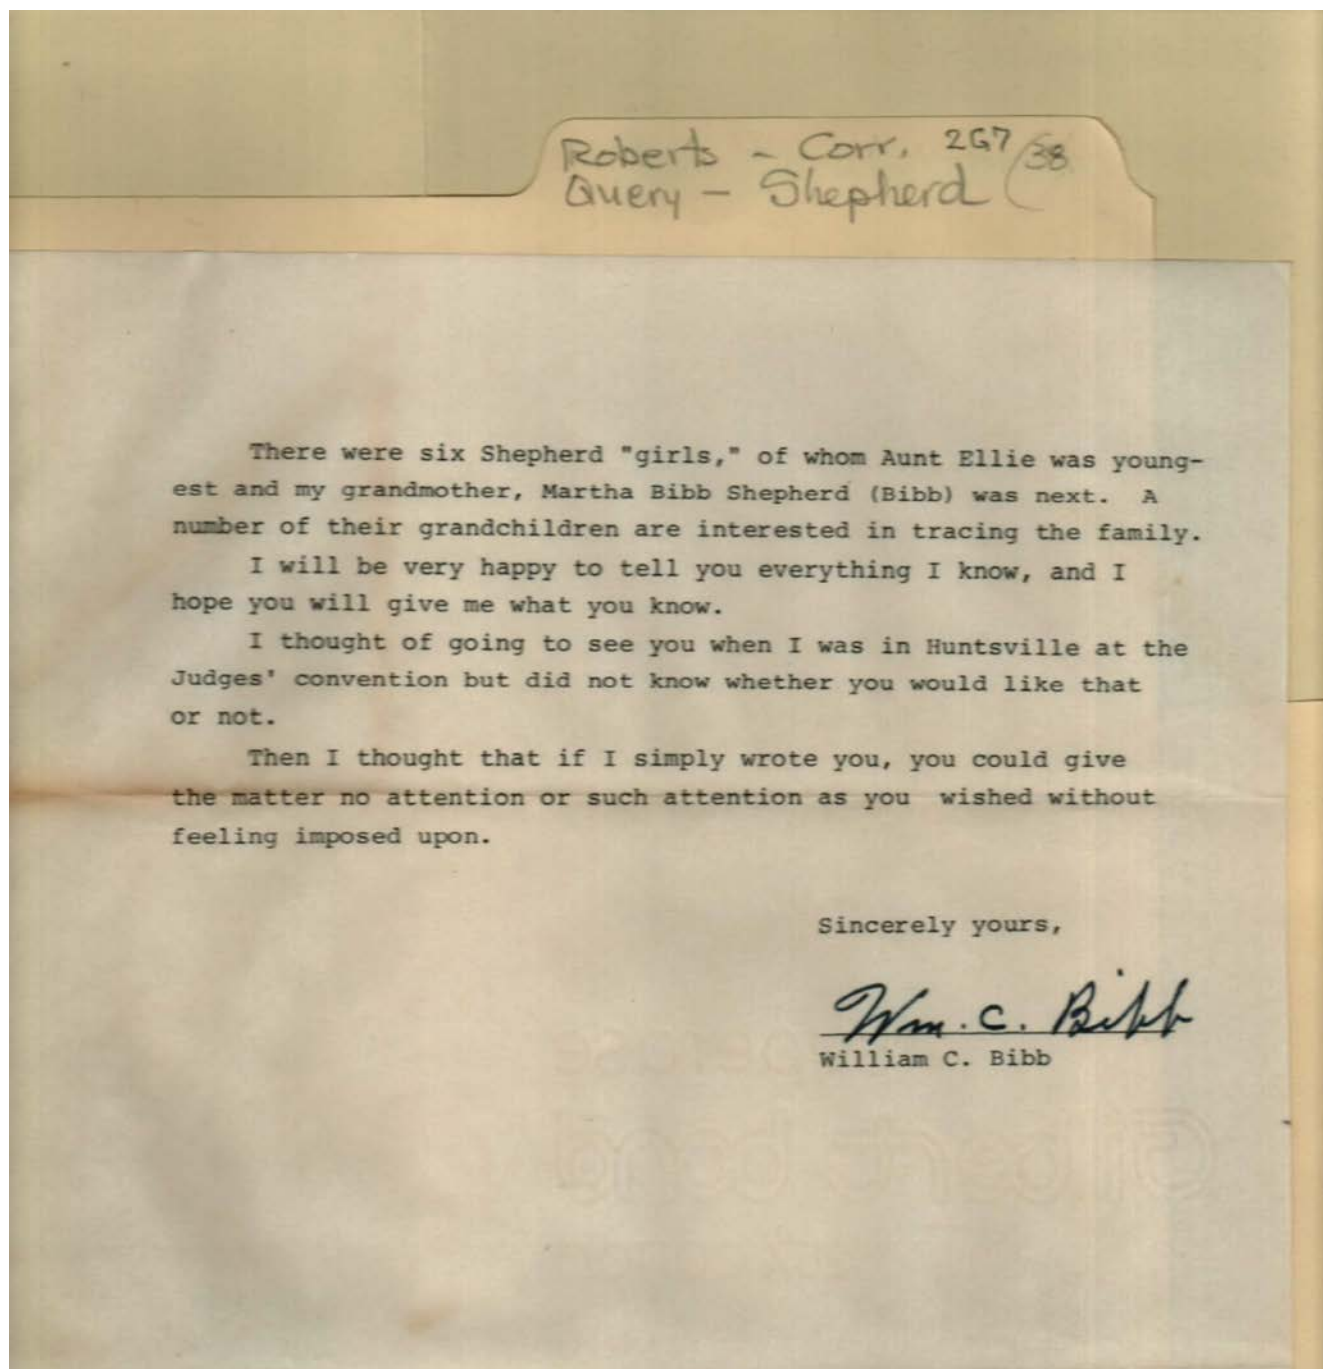 Roberts - Corr. 2G7/38
Query - Shepherd
There were six Shepherd "girls," of whom Aunt Ellie was young-
est and my grandmother, Martha Bibb Shepherd (Bibb) was next. A
number of their grandchildren are interested in tracing the family.
I will be very happy to tell you everything I know, and I
hope you will give me what you know.
I thought of going to see you when I was in Huntsville at the
Judges' convention but did not know whether you would like that
or not.
Then I thought that if I simply wrote you, you could give
the matter no attention or such attention as you wished without
feeling imposed upon.
Sincerely yours,
Wm. C. Bibb
William C. Bibb